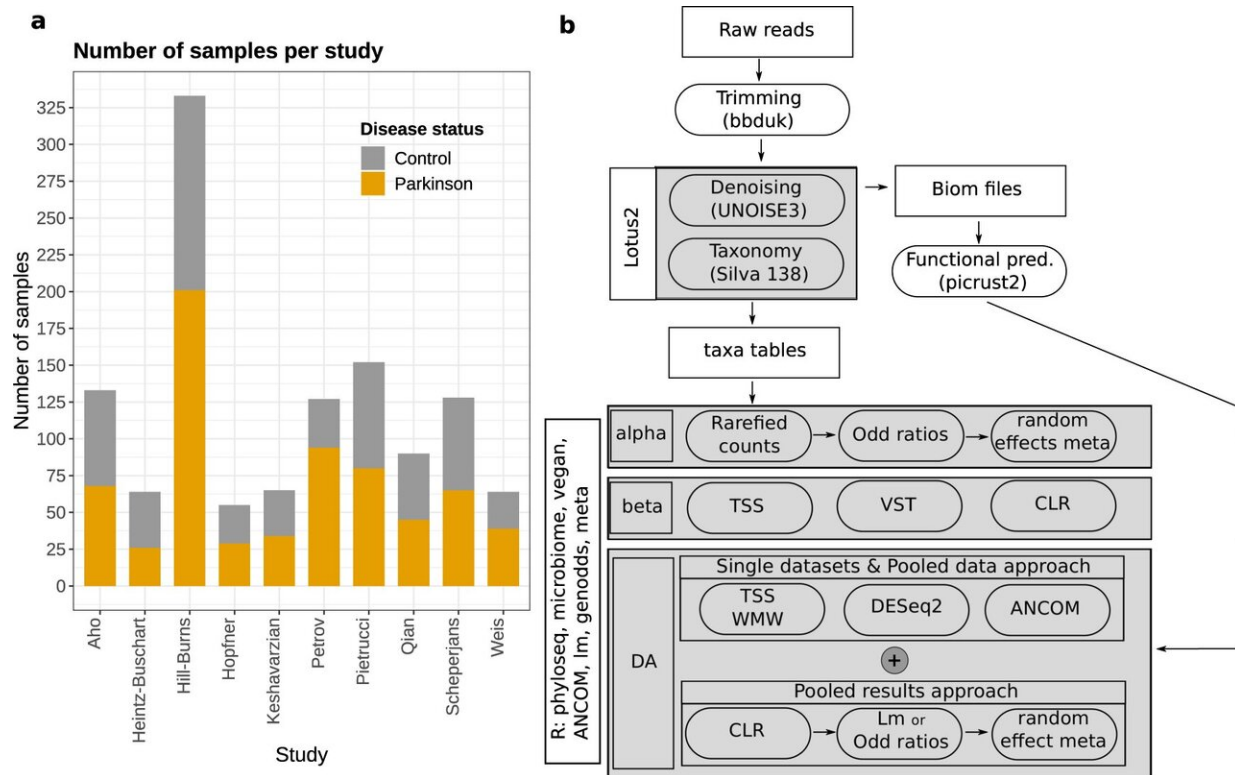 a
Number of samples per study
Number of samples
325
300
275
250
225
200
175
150
125
100
75
50
25
0
Disease status
Control
Parkinson
Aho
Heintz-Buschart
Hill-Burns
Hopfner
Keshavarzian
Petrov
Pietrucci
Qian
Scheperjans
Weis
Study
b
Raw reads
Trimming
(bbduk)
Lotus2
Denoising
(UNOISE3)
Taxonomy
(Silva 138)
Biom files
Functional pred.
(picrust2)
taxa tables
R: phyloseq, microbiome, vegan,
ANCOM, lm, genodds, meta
alpha
Rarefied
counts
Odd ratios
random
effects meta
beta
TSS
VST
CLR
DA
Single datasets & Pooled data approach
TSS
WMW
DESeq2
ANCOM
+
Pooled results approach
CLR
Lm or
Odd ratios
random
effect meta